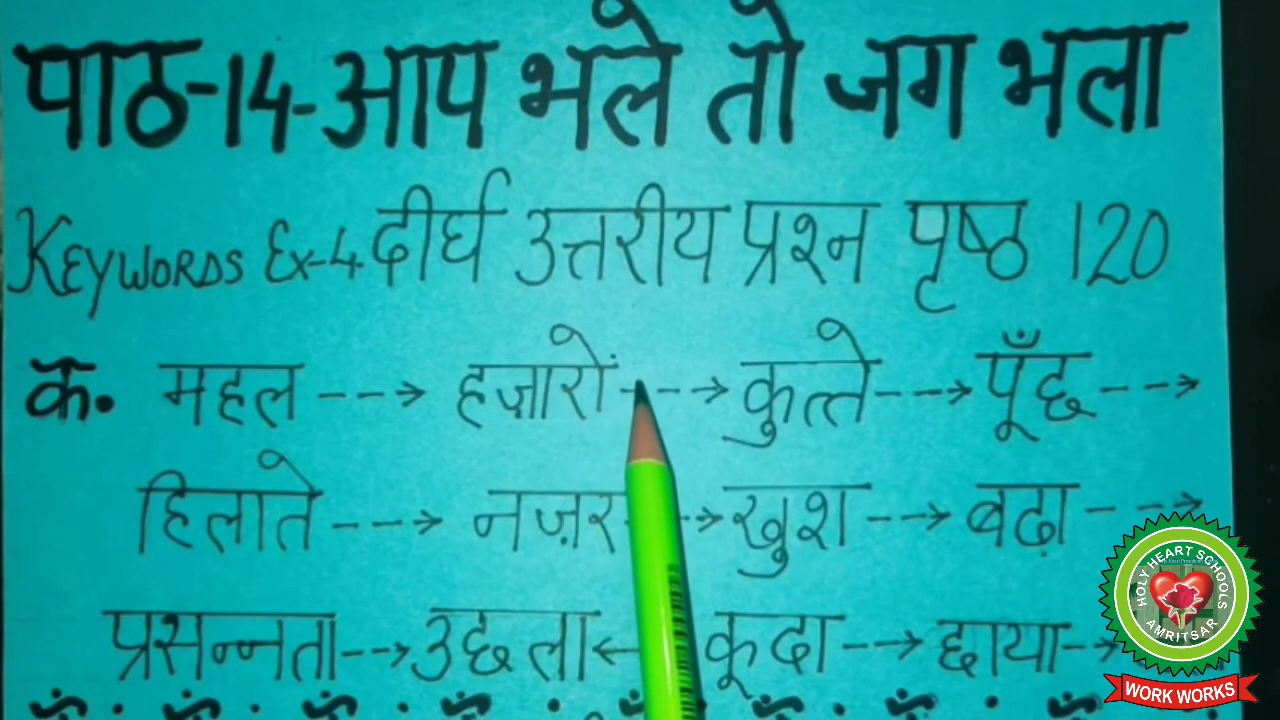 पाठ-14-आप भले तो जग भला
KEYWORDS Ex-4. दीर्घ उत्तरीय प्रश्न पृष्ठ 120
क. महल ---> हज़ारों ---> कुत्ते ---> पूँछ --->
हिलाते ---> नज़र ---> खुश ---> बढ़ा --->
प्रसन्नता ---> उछला <--- कूदा ---> छाया --->
HOLY HEART SCHOOLS
AMRITSAR
WORK WORKS